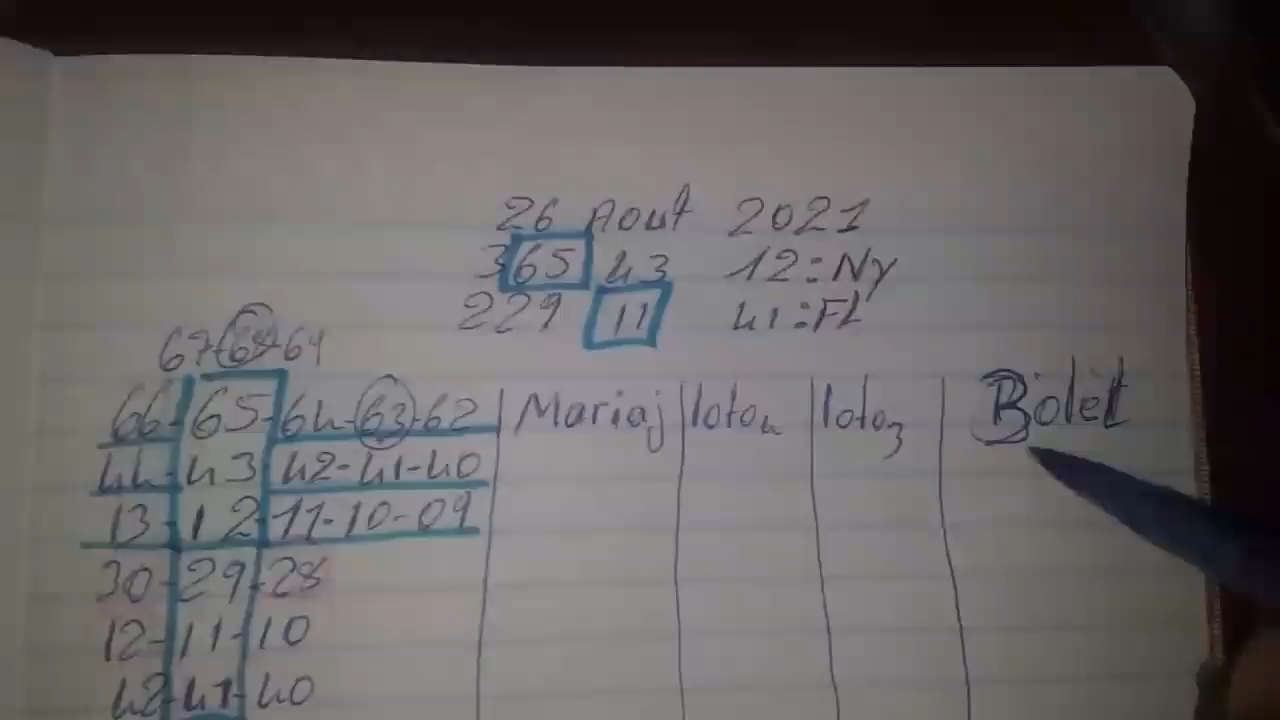 26 Aout 2021
365 43 12:Ny
229 11 41:FL
67-68-64
66-65-64-63-62 Mariaj loto4 loto3 Bòlèt
44-43-42-41-40
13-12-11-10-09
30-29-28
12-11-10
42-41-40